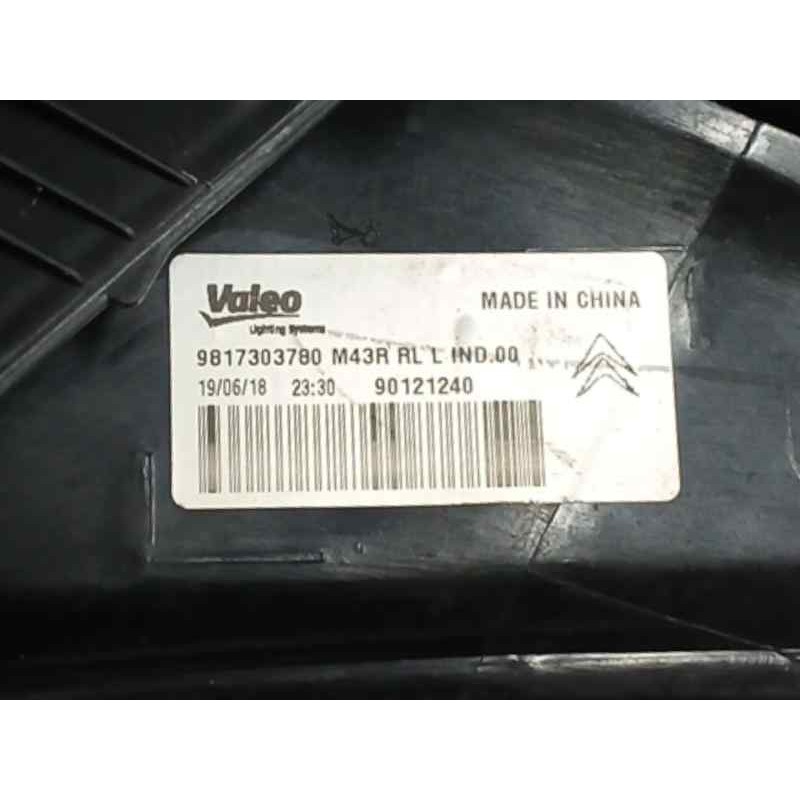 Valeo
Lighting Systems
MADE IN CHINA
9817303780 M43R RL L IND.00
19/06/18 23:30 90121240